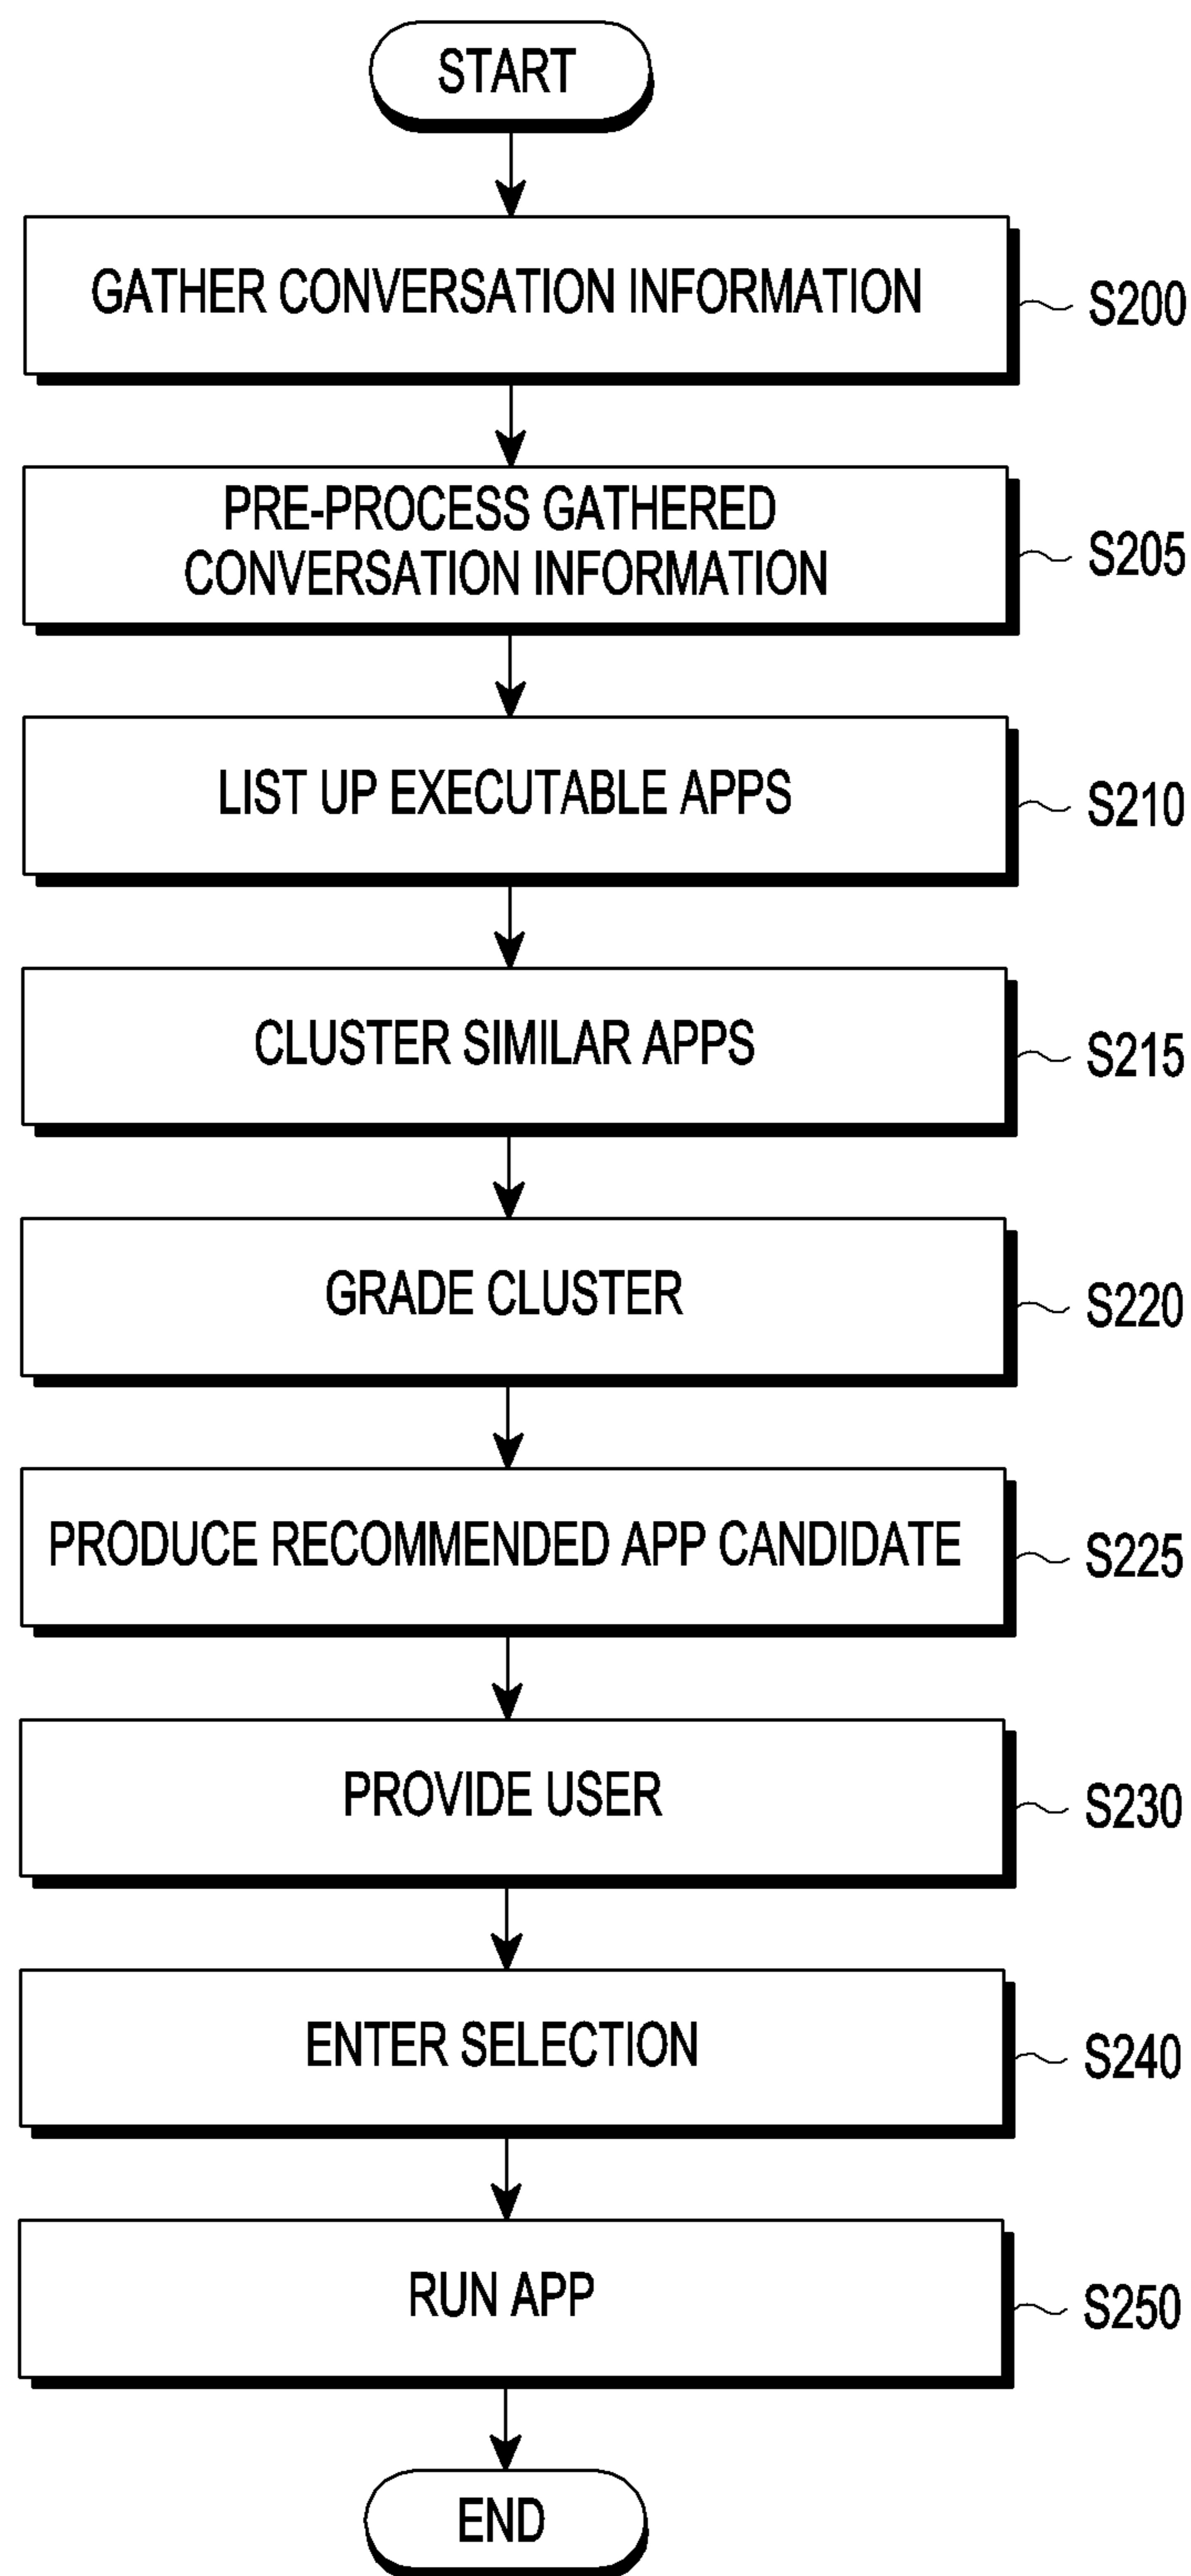 START
GATHER CONVERSATION INFORMATION
S200
PRE-PROCESS GATHERED
CONVERSATION INFORMATION
S205
LIST UP EXECUTABLE APPS
S210
CLUSTER SIMILAR APPS
S215
GRADE CLUSTER
S220
PRODUCE RECOMMENDED APP CANDIDATE
S225
PROVIDE USER
S230
ENTER SELECTION
S240
RUN APP
S250
END